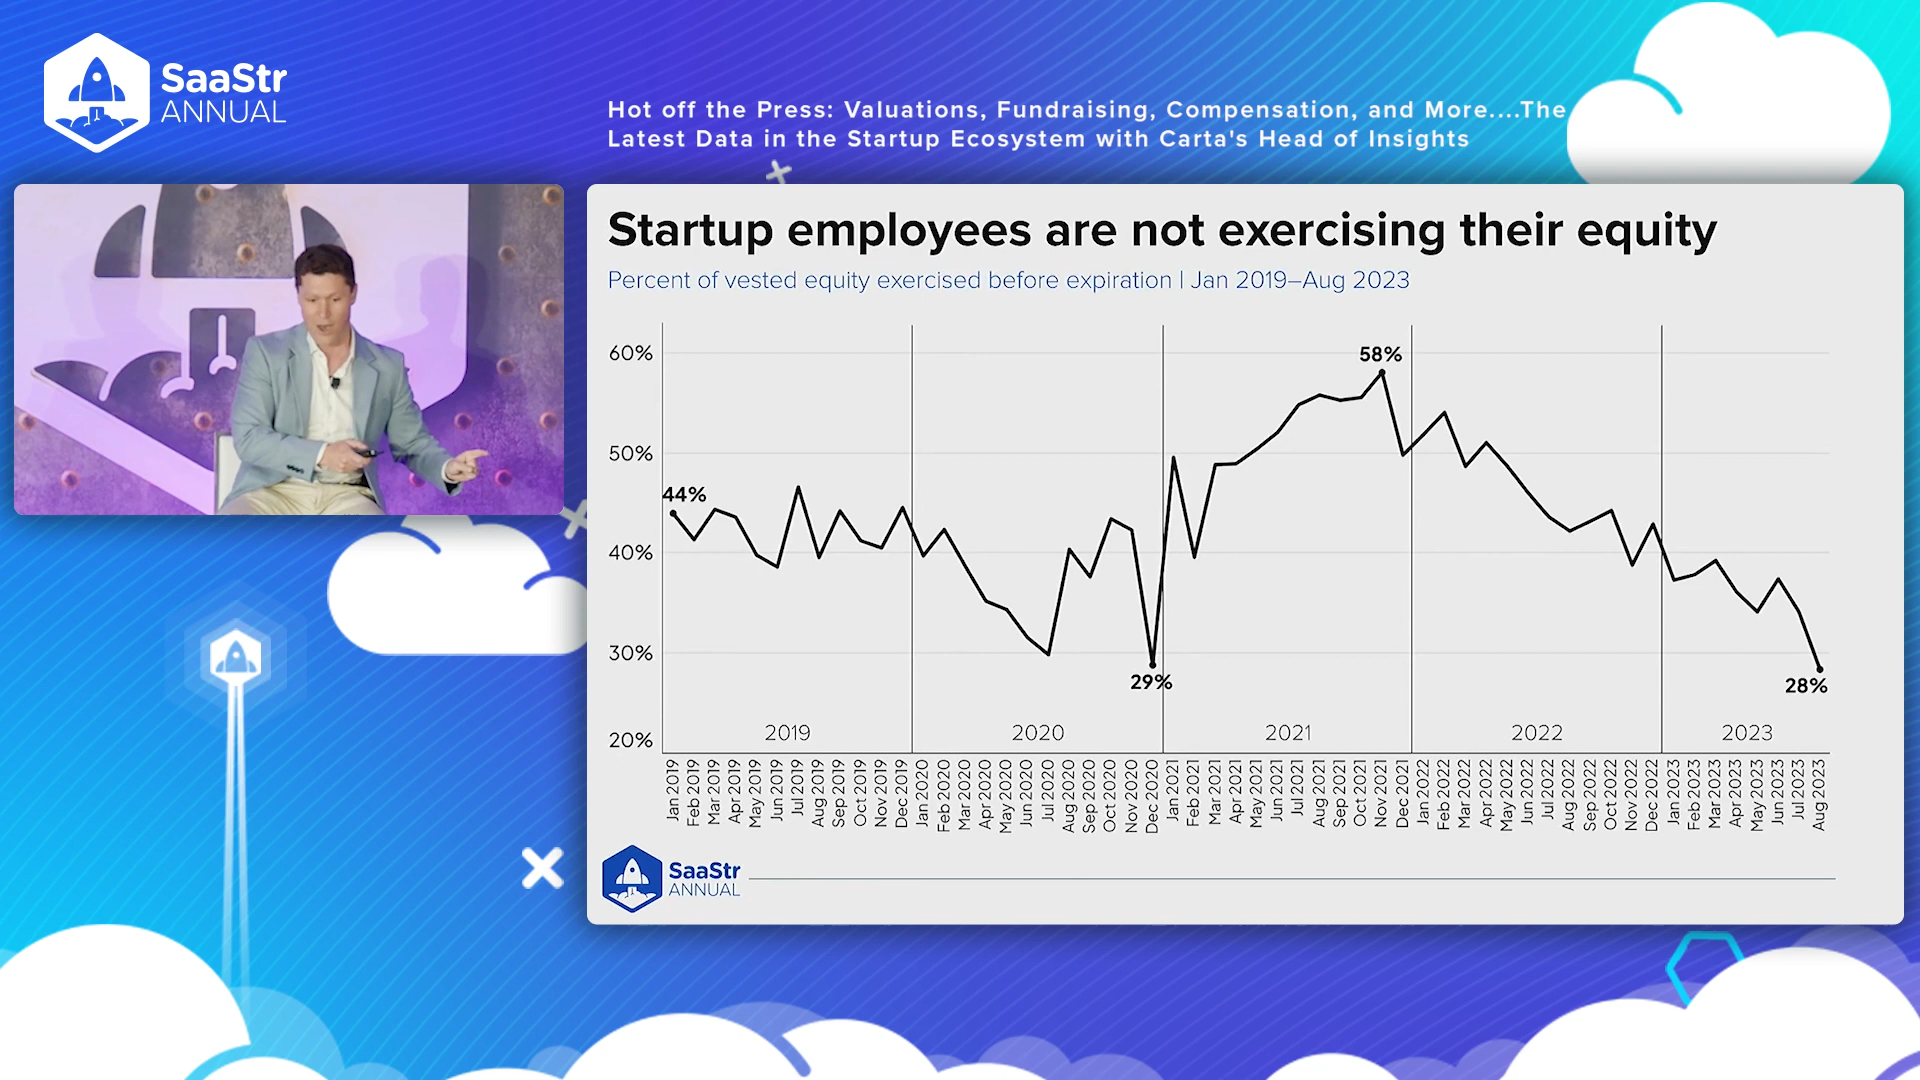 SaaStr
ANNUAL
Hot off the Press: Valuations, Fundraising, Compensation, and More....The
Latest Data in the Startup Ecosystem with Carta's Head of Insights
Startup employees are not exercising their equity
Percent of vested equity exercised before expiration | Jan 2019–Aug 2023
60%
50%
40%
30%
20%
44%
29%
58%
28%
2019
2020
2021
2022
2023
Jan 2019
Feb 2019
Mar 2019
Apr 2019
May 2019
Jun 2019
Jul 2019
Aug 2019
Sep 2019
Oct 2019
Nov 2019
Dec 2019
Jan 2020
Feb 2020
Mar 2020
Apr 2020
May 2020
Jun 2020
Jul 2020
Aug 2020
Sep 2020
Oct 2020
Nov 2020
Dec 2020
Jan 2021
Feb 2021
Mar 2021
Apr 2021
May 2021
Jun 2021
Jul 2021
Aug 2021
Sep 2021
Oct 2021
Nov 2021
Dec 2021
Jan 2022
Feb 2022
Mar 2022
Apr 2022
May 2022
Jun 2022
Jul 2022
Aug 2022
Sep 2022
Oct 2022
Nov 2022
Dec 2022
Jan 2023
Feb 2023
Mar 2023
Apr 2023
May 2023
Jun 2023
Jul 2023
Aug 2023
SaaStr
ANNUAL